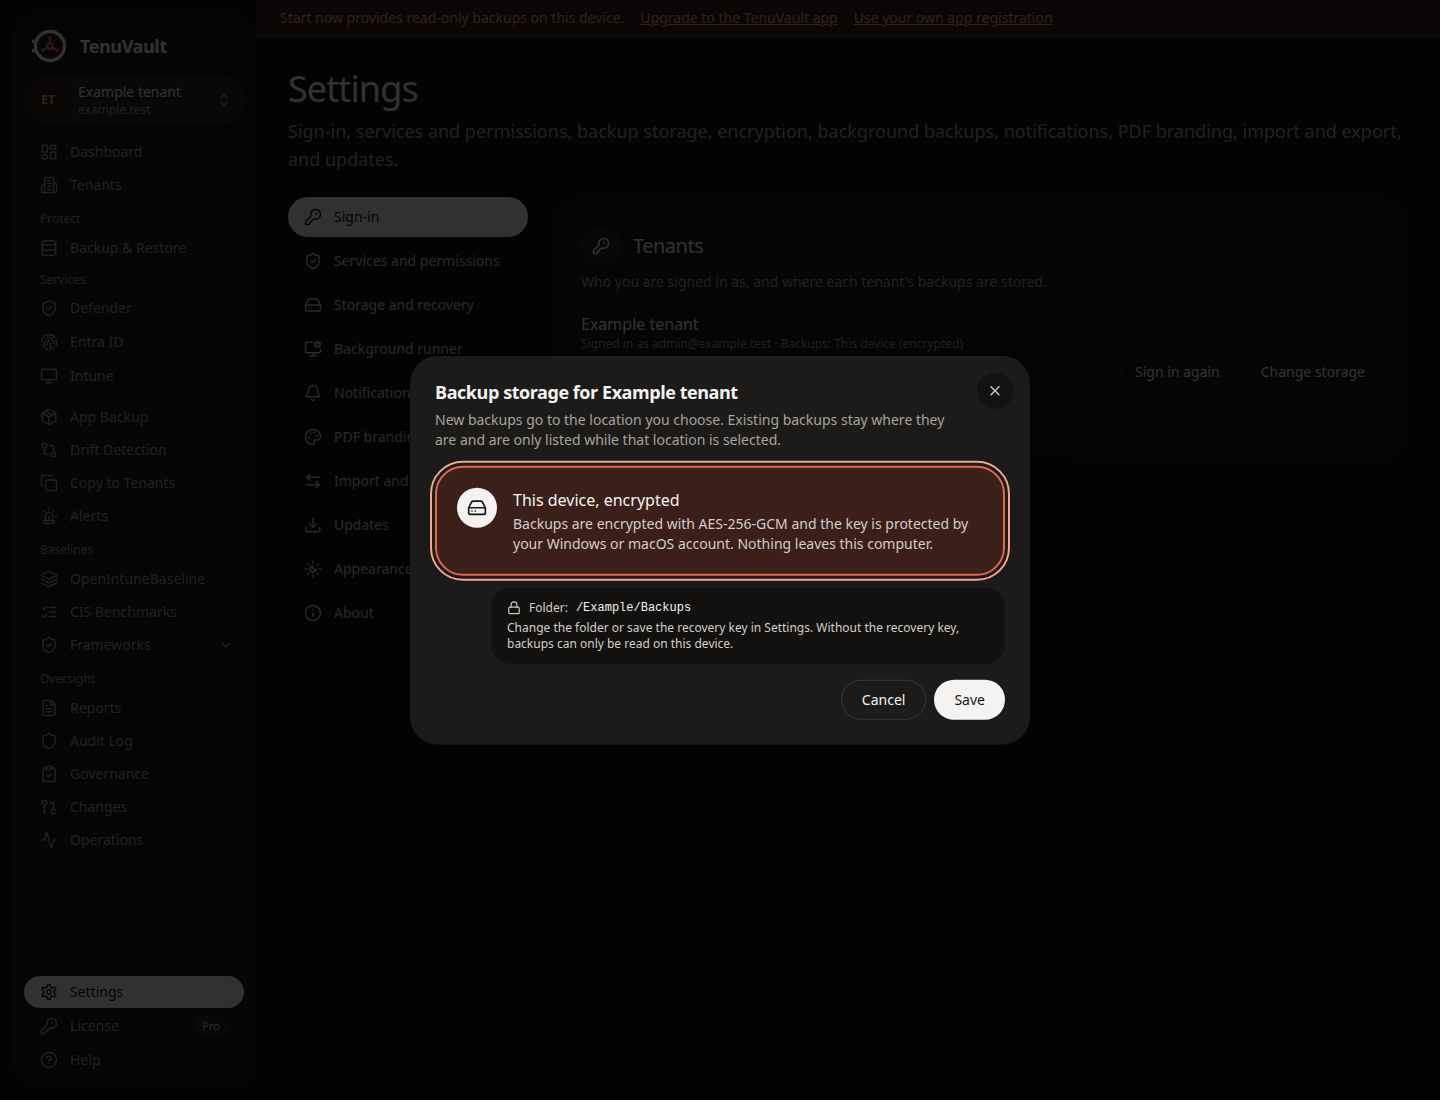 Start now provides read-only backups on this device. Upgrade to the TenuVault app Use your own app registration
TenuVault
ET
Example tenant
example.test
Dashboard
Tenants
Protect
Backup & Restore
Services
Defender
Entra ID
Intune
App Backup
Drift Detection
Copy to Tenants
Alerts
Baselines
OpenIntuneBaseline
CIS Benchmarks
Frameworks
Oversight
Reports
Audit Log
Governance
Changes
Operations
Settings
License Pro
Help
Settings
Sign-in, services and permissions, backup storage, encryption, background backups, notifications, PDF branding, import and export,
and updates.
Sign-in
Services and permissions
Storage and recovery
Background runner
Notification
PDF brandin
Import and
Updates
Appearance
About
Tenants
Who you are signed in as, and where each tenant's backups are stored.
Example tenant
Signed in as admin@example.test · Backups: This device (encrypted)
Sign in again Change storage
Backup storage for Example tenant
New backups go to the location you choose. Existing backups stay where they
are and are only listed while that location is selected.
This device, encrypted
Backups are encrypted with AES-256-GCM and the key is protected by
your Windows or macOS account. Nothing leaves this computer.
Folder: /Example/Backups
Change the folder or save the recovery key in Settings. Without the recovery key,
backups can only be read on this device.
Cancel Save